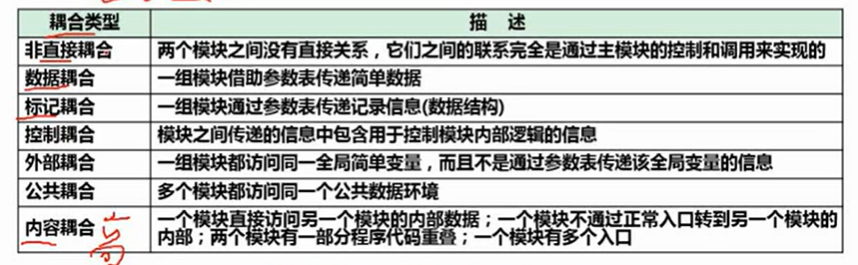 耦合类型 描 述
非直接耦合 两个模块之间没有直接关系，它们之间的联系完全是通过主模块的控制和调用来实现的
数据耦合 一组模块借助参数表传递简单数据
标记耦合 一组模块通过参数表传递记录信息(数据结构)
控制耦合 模块之间传递的信息中包含用于控制模块内部逻辑的信息
外部耦合 一组模块都访问同一全局简单变量，而且不是通过参数表传递该全局变量的信息
公共耦合 多个模块都访问同一个公共数据环境
内容耦合 一个模块直接访问另一个模块的内部数据；一个模块不通过正常入口转到另一个模块的
内部；两个模块有一部分程序代码重叠；一个模块有多个入口
高